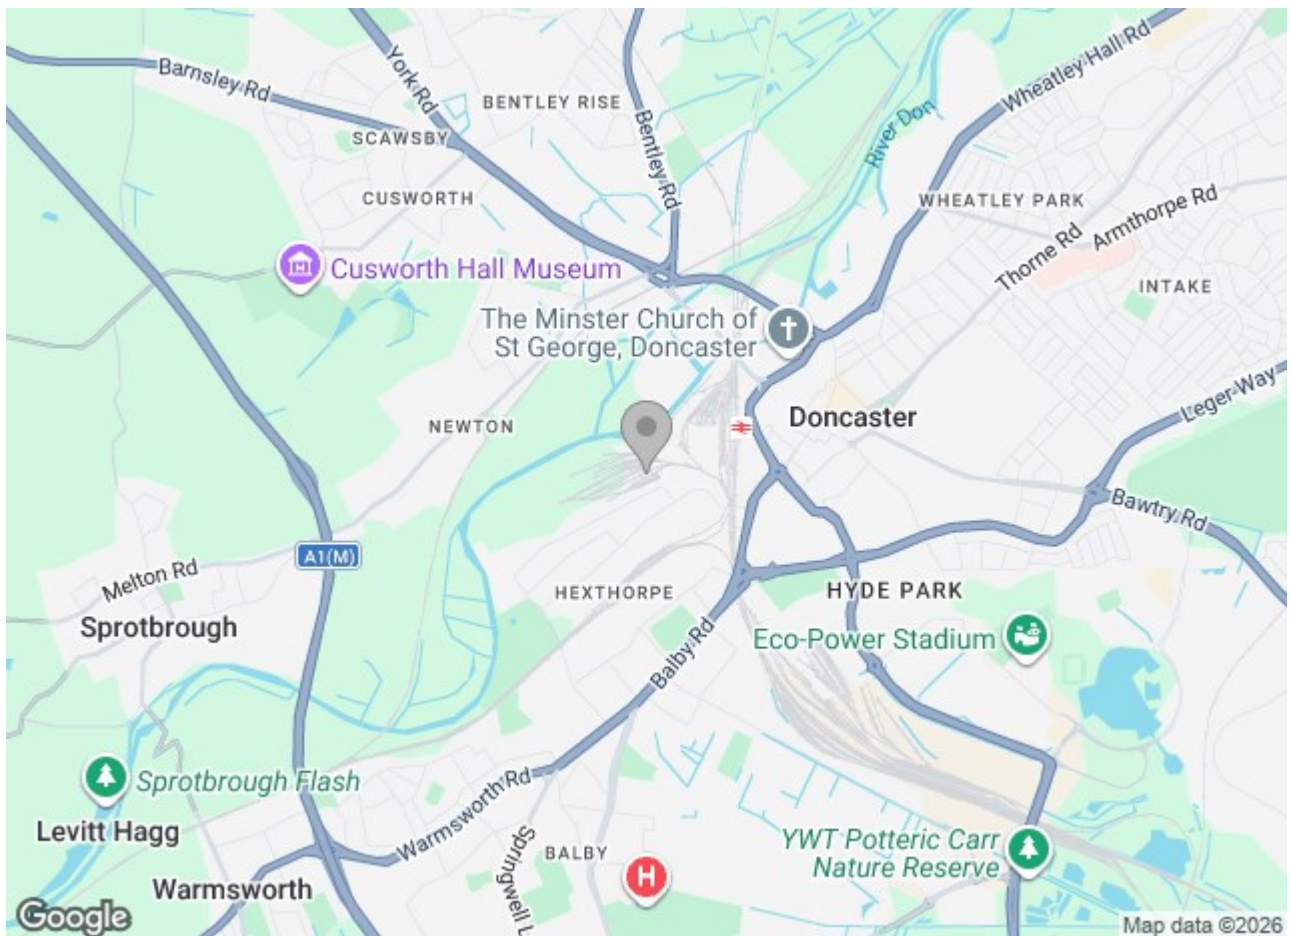 Barnsley Rd
York Rd
BENTLEY RISE
Bentley Rd
Wheatley Hall Rd
River Don
SCAWSBY
CUSWORTH
WHEATLEY PARK
Armthorpe Rd
Thorne Rd
Cusworth Hall Museum
INTAKE
The Minster Church of
St George, Doncaster
Leger Way
NEWTON
Doncaster
Bawtry Rd
A1(M)
Melton Rd
HEXTHORPE
HYDE PARK
Sprotbrough
Eco-Power Stadium
Balby Rd
Sprotbrough Flash
Levitt Hagg
Warmsworth Rd
Springwell L
BALBY
H
YWT Potteric Carr
Nature Reserve
Warmsworth
Google
Map data ©2026